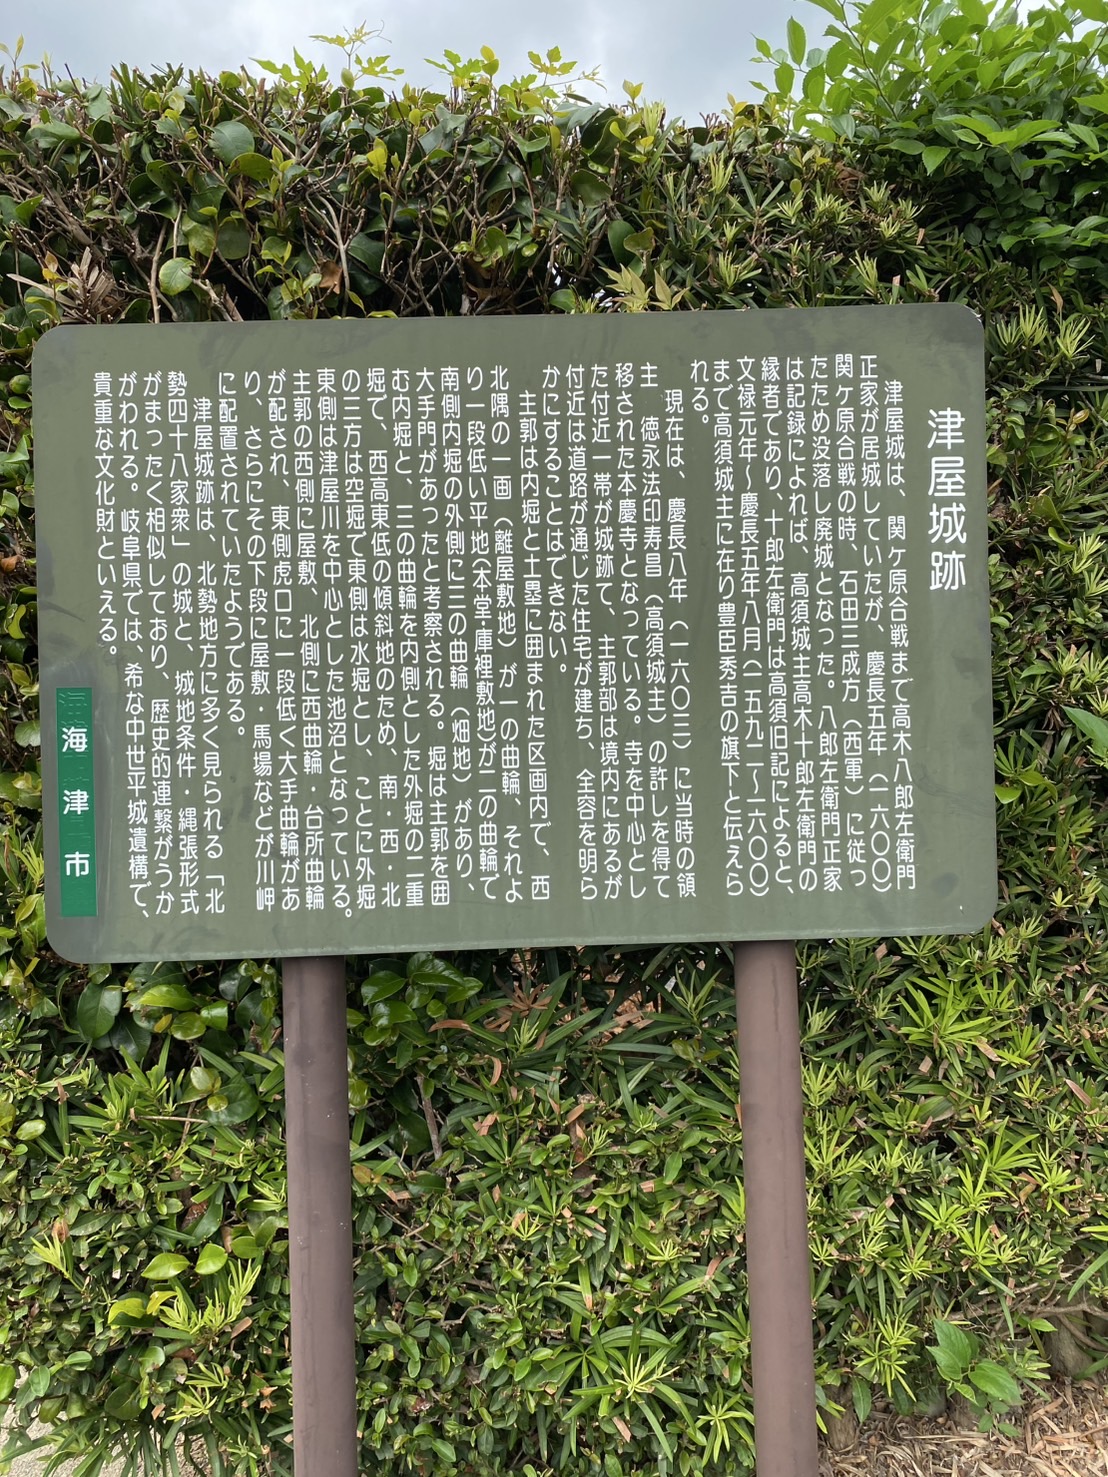 津屋城跡
津屋城は、関ケ原合戦まで高木八郎左衛門
正家が居城していたが、慶長五年（一六〇〇）
関ケ原合戦の時、石田三成方（西軍）に従っ
たため没落し廃城となった。八郎左衛門正家
は記録によれば、高須城主高木十郎左衛門の
縁者であり、十郎左衛門は高須旧記によると、
文禄元年〜慶長五年八月（一五九二〜一六〇〇）
まで高須城主に在り豊臣秀吉の旗下と伝えら
れる。
現在は、慶長八年（一六〇三）に当時の領
主　徳永法印寿昌（高須城主）の許しを得て
移された本慶寺となっている。寺を中心とし
た付近一帯が城跡て、主郭部は境内にあるが
付近は道路が通じた住宅が建ち、全容を明ら
かにすることはできない。
主郭は内堀と土塁に囲まれた区画内で、西
北隅の一画（離屋敷地）が一の曲輪、それよ
り一段低い平地（本堂・庫裡敷地）が二の曲輪で
南側内堀の外側に三の曲輪（畑地）があり、
大手門があったと考察される。堀は主郭を囲
む内堀と、三の曲輪を内側とした外堀の二重
堀で、西高東低の傾斜地のため、南・西・北
の三方は空堀で東側は水堀とし、ことに外堀
東側は津屋川を中心とした池沼となっている。
主郭の西側に屋敷、北側に西曲輪・台所曲輪
が配され、東側虎口に一段低く大手曲輪があ
り、さらにその下段に屋敷・馬場などが川岬
に配置されていたようである。
津屋城跡は、北勢地方に多く見られる「北
勢四十八家衆」の城と、城地条件・縄張形式
がまったく相似しており、歴史的連繋がうか
がわれる。岐阜県では、希な中世平城遺構で、
貴重な文化財といえる。
海津市